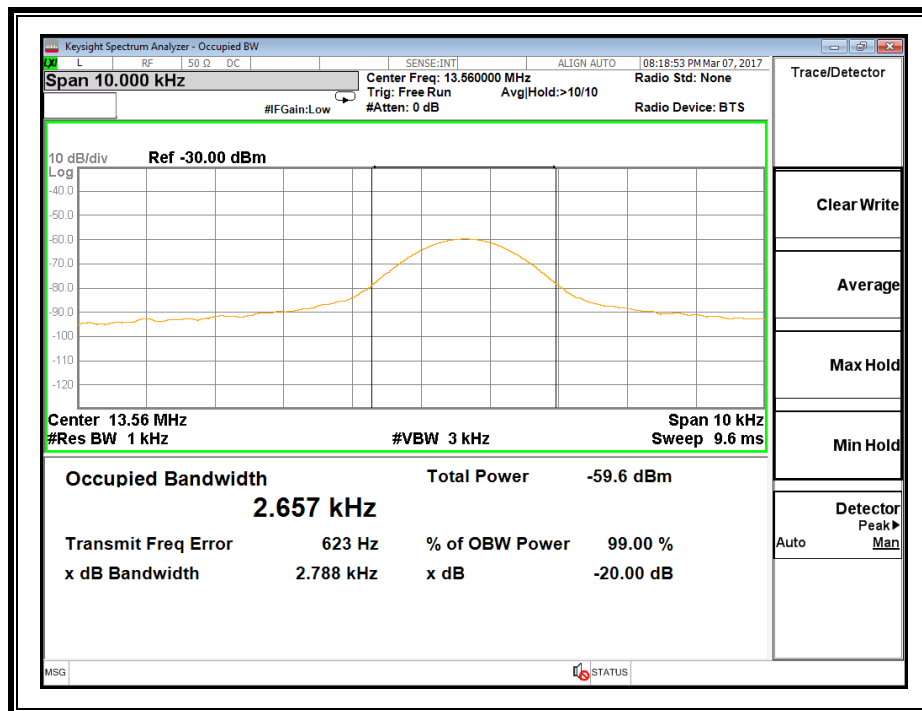 Keysight Spectrum Analyzer - Occupied BW
LXI L RF 50 Ω DC SENSE:INT ALIGN AUTO 08:18:53 PM Mar 07, 2017
Span 10.000 kHz
Center Freq: 13.560000 MHz Radio Std: None
Trig: Free Run Avg|Hold:>10/10
#IFGain:Low #Atten: 0 dB Radio Device: BTS
10 dB/div Ref -30.00 dBm
Log
-40.0
-50.0
-60.0
-70.0
-80.0
-90.0
-100
-110
-120
Center 13.56 MHz Span 10 kHz
#Res BW 1 kHz #VBW 3 kHz Sweep 9.6 ms
Occupied Bandwidth Total Power -59.6 dBm
2.657 kHz
Transmit Freq Error 623 Hz % of OBW Power 99.00 %
x dB Bandwidth 2.788 kHz x dB -20.00 dB
MSG STATUS
Trace/Detector
Clear Write
Average
Max Hold
Min Hold
Detector
Peak
Auto Man